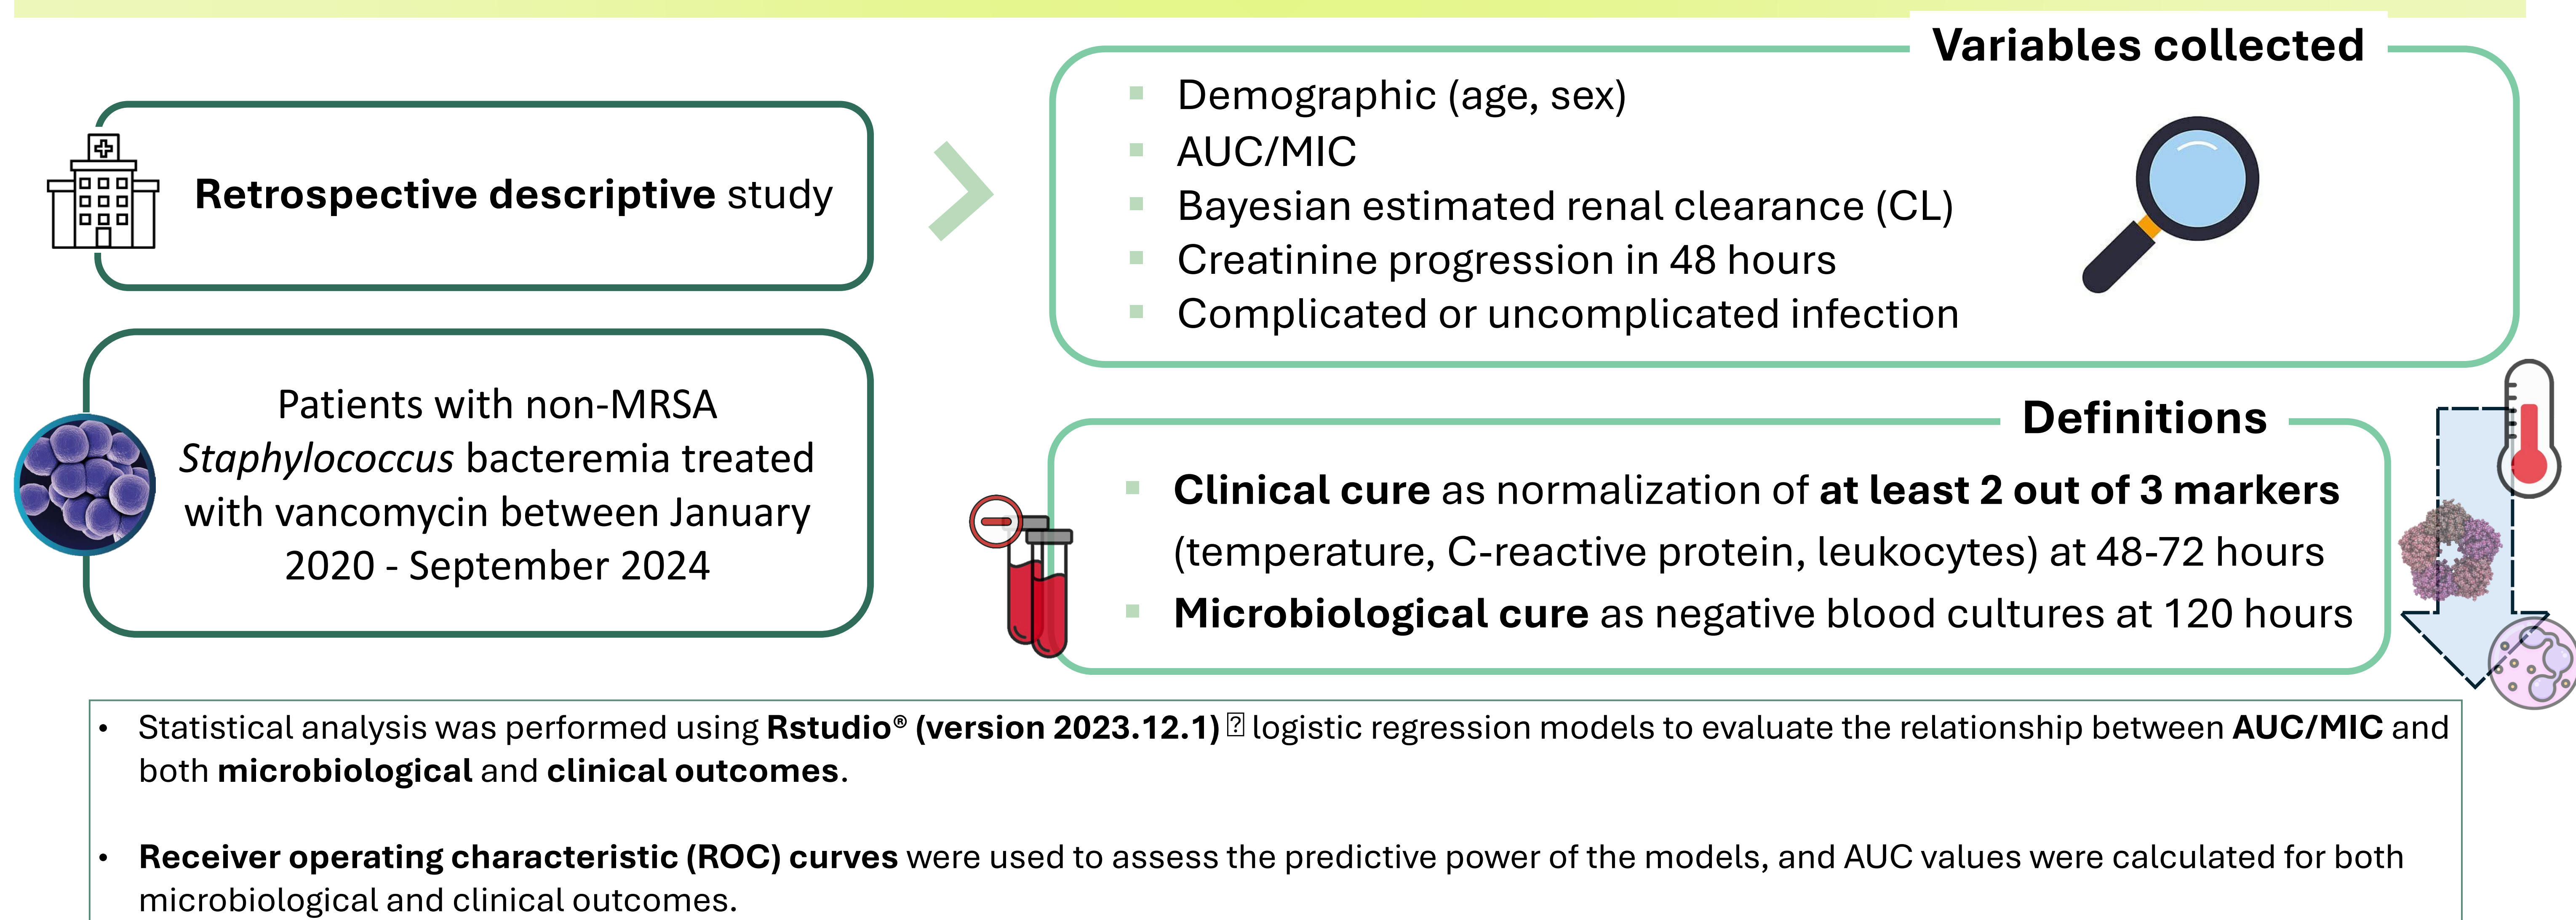 Retrospective descriptive study
Patients with non-MRSA
Staphylococcus bacteremia treated
with vancomycin between January
2020 - September 2024
Variables collected
▪ Demographic (age, sex)
▪ AUC/MIC
▪ Bayesian estimated renal clearance (CL)
▪ Creatinine progression in 48 hours
▪ Complicated or uncomplicated infection
Definitions
▪ Clinical cure as normalization of at least 2 out of 3 markers
(temperature, C-reactive protein, leukocytes) at 48-72 hours
▪ Microbiological cure as negative blood cultures at 120 hours
• Statistical analysis was performed using Rstudio® (version 2023.12.1) ⍰ logistic regression models to evaluate the relationship between AUC/MIC and
both microbiological and clinical outcomes.
• Receiver operating characteristic (ROC) curves were used to assess the predictive power of the models, and AUC values were calculated for both
microbiological and clinical outcomes.